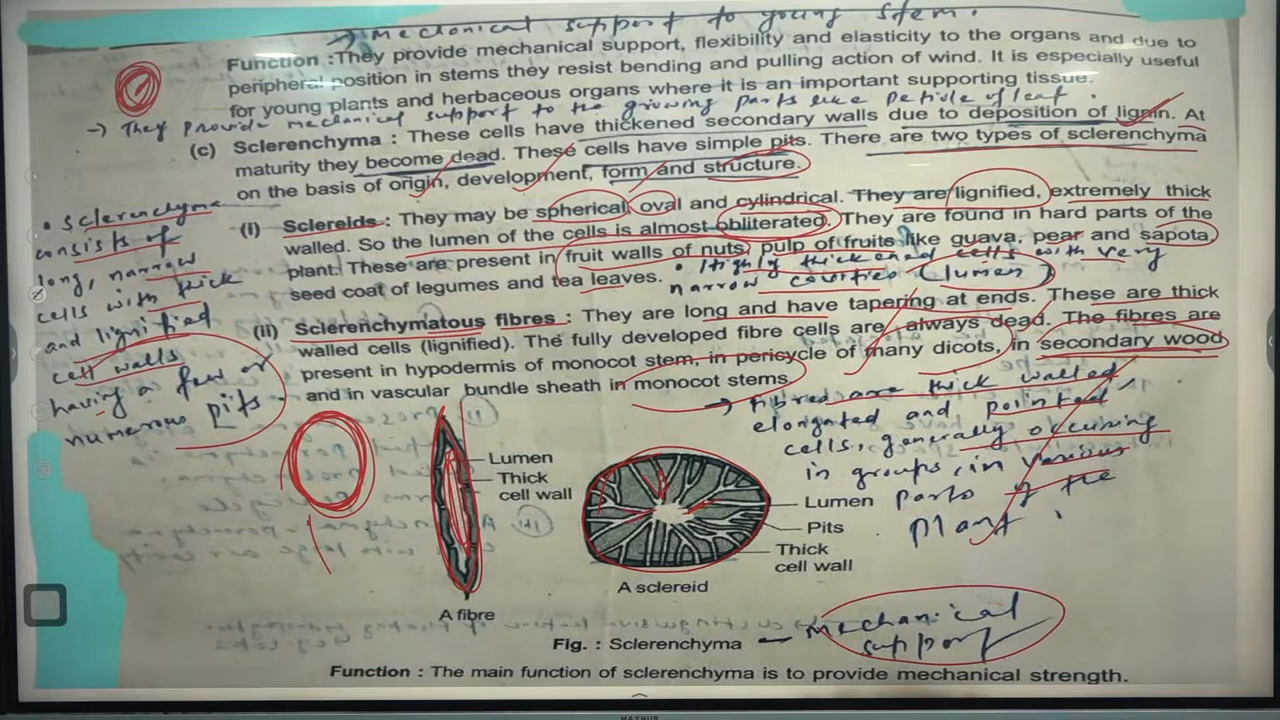 → Mechanical support to young stem.
Function :They provide mechanical support, flexibility and elasticity to the organs and due to
peripheral position in stems they resist bending and pulling action of wind. It is especially useful
for young plants and herbaceous organs where it is an important supporting tissue.
→ They provide mechanical support to the growing parts like petiole of leaf.
(c) Sclerenchyma : These cells have thickened secondary walls due to deposition of lignin. At
maturity they become dead. These cells have simple pits. There are two types of sclerenchyma
on the basis of origin, development, form and structure.
• Sclerenchyma
consists of
long, narrow
cells with thick
and lignified
cell walls
having a few or
numerous pits.
(i) Sclereids : They may be spherical, oval and cylindrical. They are lignified, extremely thick
walled. So the lumen of the cells is almost obliterated. They are found in hard parts of the
plant. These are present in fruit walls of nuts, pulp of fruits like guava, pear and sapota,
seed coat of legumes and tea leaves. • Highly thickened cells with very
narrow cavities (lumen)
(ii) Sclerenchymatous fibres : They are long and have tapering at ends. These are thick
walled cells (lignified). The fully developed fibre cells are always dead. The fibres are
present in hypodermis of monocot stem, in pericycle of many dicots, in secondary wood
and in vascular bundle sheath in monocot stems
→ fibres are thick walled,
elongated and pointed
cells, generally occuring
in groups, in various
parts of the
plant.
Lumen
Thick
cell wall
A fibre
Lumen
Pits
Thick
cell wall
A sclereid
Fig. : Sclerenchyma – mechanical
support
Function : The main function of sclerenchyma is to provide mechanical strength.